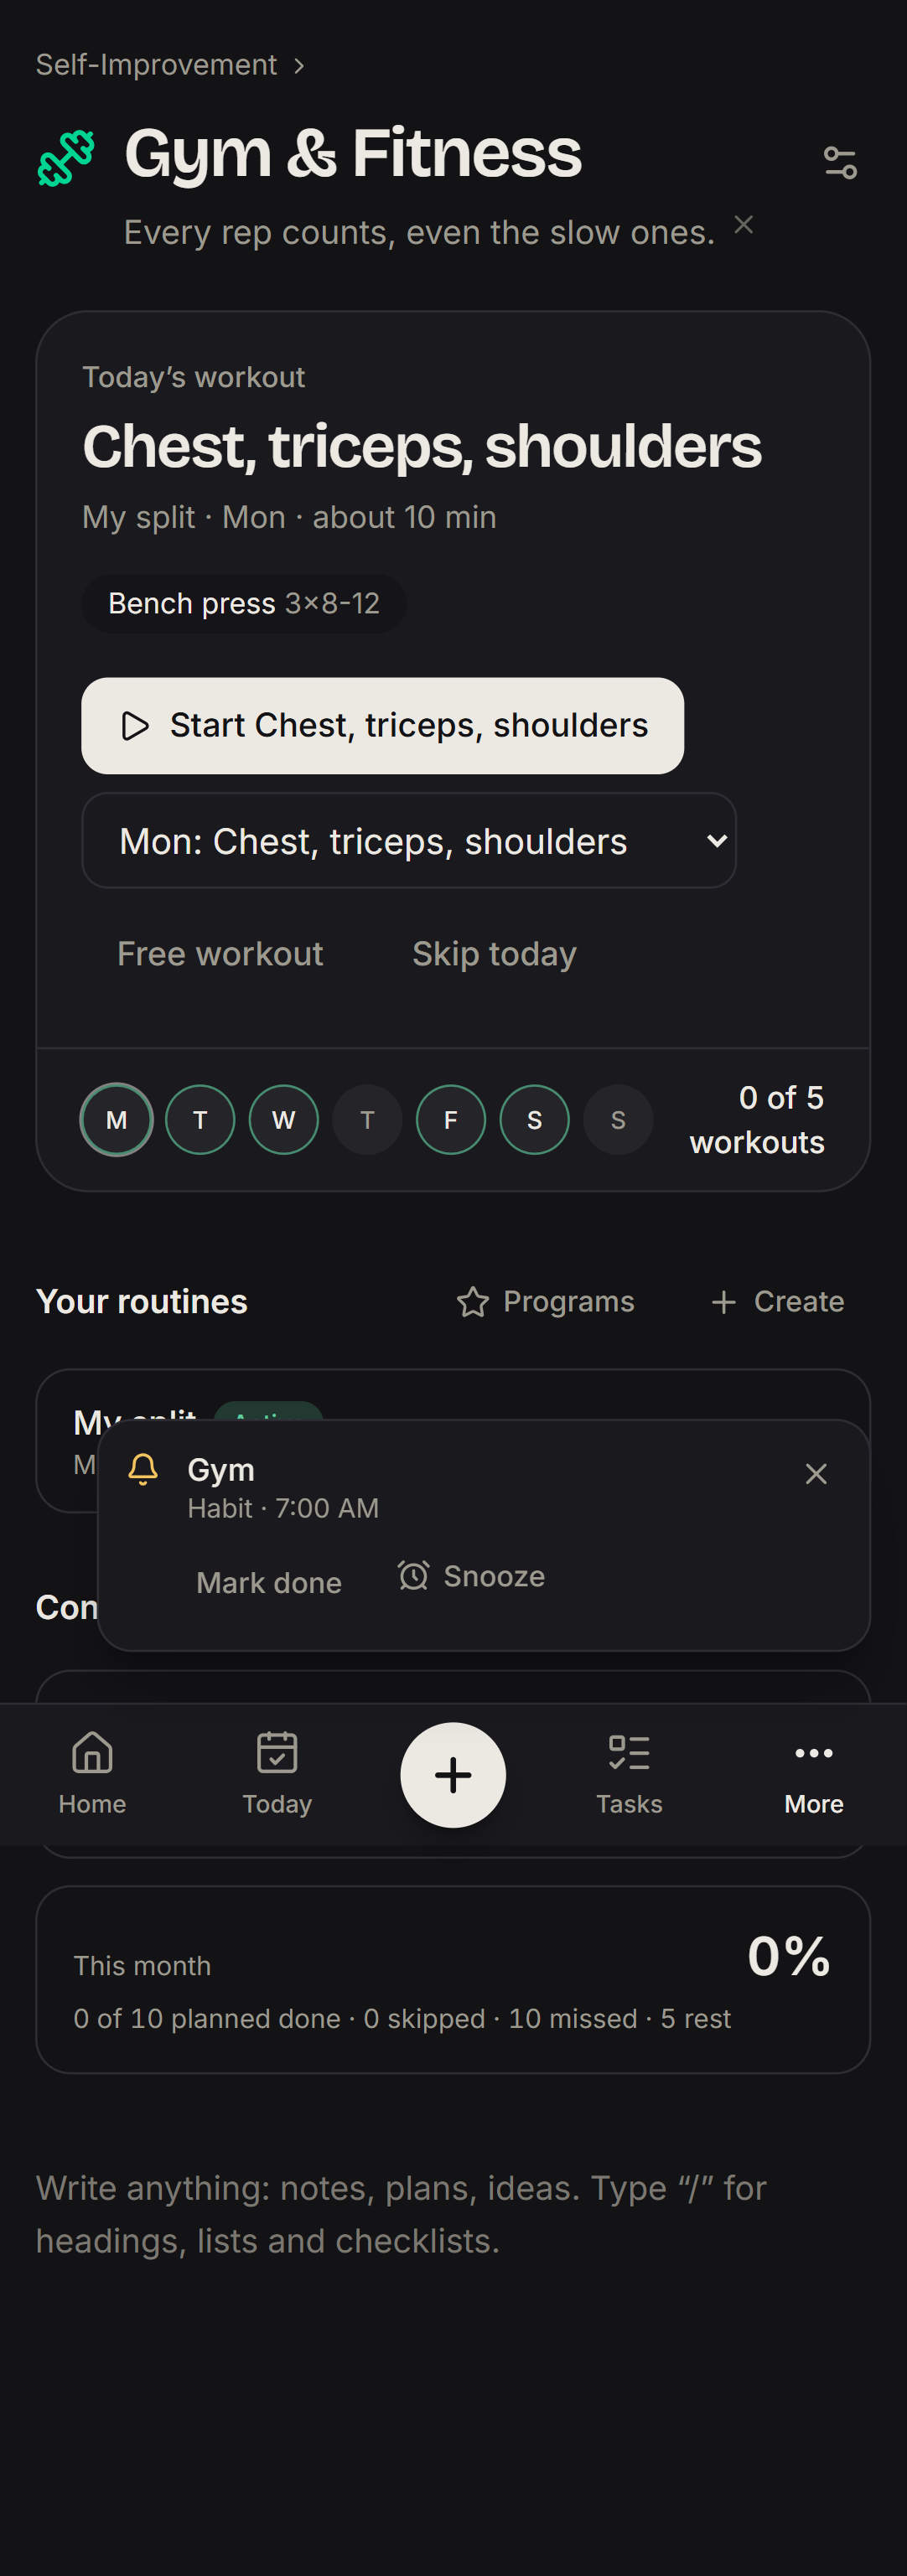 Self-Improvement
Gym & Fitness
Every rep counts, even the slow ones.
Today’s workout
Chest, triceps, shoulders
My split · Mon · about 10 min
Bench press 3×8-12
Start Chest, triceps, shoulders
Mon: Chest, triceps, shoulders
Free workout Skip today
M T W T F S S
0 of 5
workouts
Your routines Programs Create
My split
Gym
Habit · 7:00 AM
Mark done Snooze
Home Today Tasks More
This month 0%
0 of 10 planned done · 0 skipped · 10 missed · 5 rest
Write anything: notes, plans, ideas. Type “/” for
headings, lists and checklists.